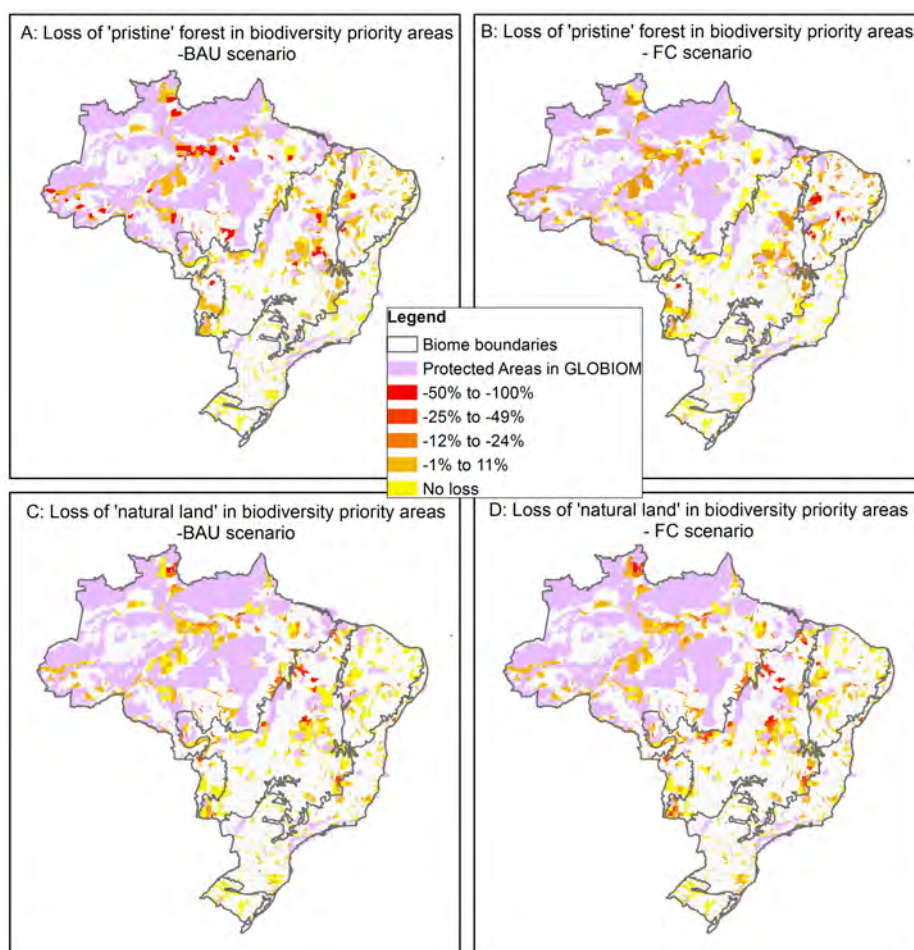 A: Loss of 'pristine' forest in biodiversity priority areas
-BAU scenario
B: Loss of 'pristine' forest in biodiversity priority areas
- FC scenario
Legend
Biome boundaries
Protected Areas in GLOBIOM
-50% to -100%
-25% to -49%
-12% to -24%
-1% to 11%
No loss
C: Loss of 'natural land' in biodiversity priority areas
-BAU scenario
D: Loss of 'natural land' in biodiversity priority areas
- FC scenario